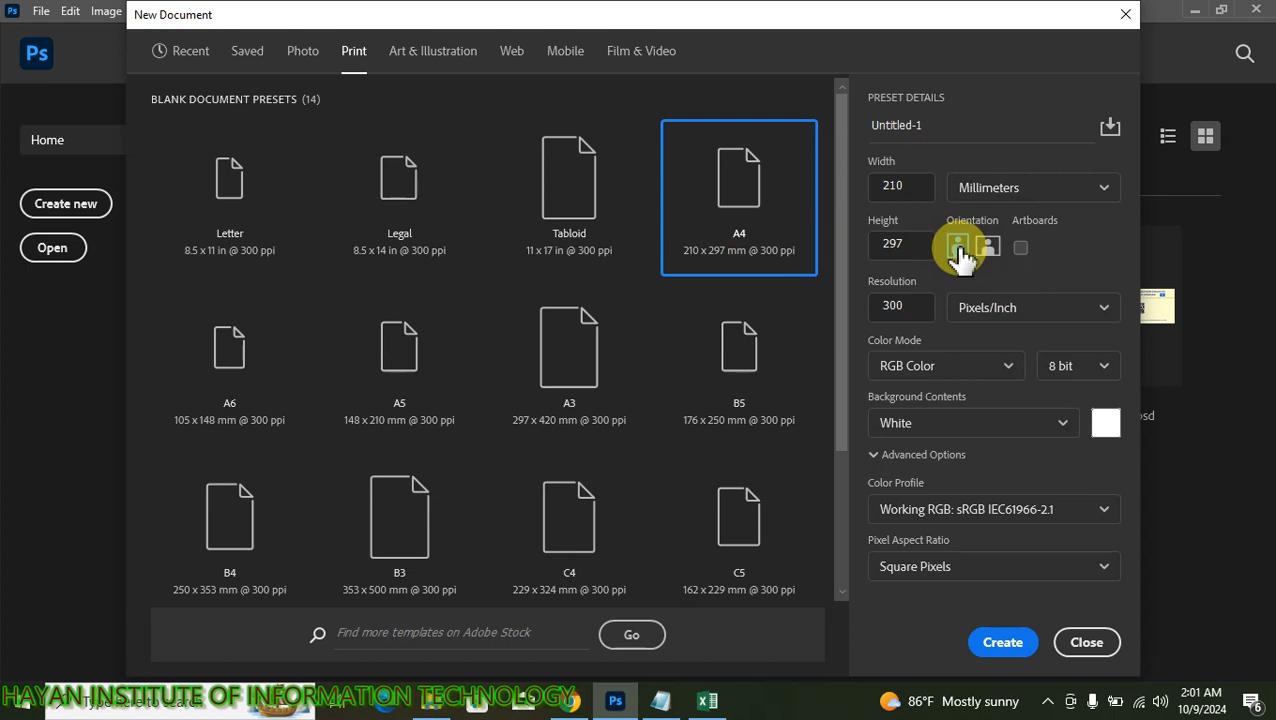 Ps File Edit Image
New Document
Ps
Recent Saved Photo Print Art & Illustration Web Mobile Film & Video
Home
Create new
Open
BLANK DOCUMENT PRESETS (14)
Letter
8.5 x 11 in @ 300 ppi
Legal
8.5 x 14 in @ 300 ppi
Tabloid
11 x 17 in @ 300 ppi
A4
210 x 297 mm @ 300 ppi
A6
105 x 148 mm @ 300 ppi
A5
148 x 210 mm @ 300 ppi
A3
297 x 420 mm @ 300 ppi
B5
176 x 250 mm @ 300 ppi
B4
250 x 353 mm @ 300 ppi
B3
353 x 500 mm @ 300 ppi
C4
229 x 324 mm @ 300 ppi
C5
162 x 229 mm @ 300 ppi
Find more templates on Adobe Stock
Go
PRESET DETAILS
Untitled-1
Width
210 Millimeters
Height Orientation Artboards
297
Resolution
300 Pixels/Inch
Color Mode
RGB Color 8 bit
Background Contents
White
Advanced Options
Color Profile
Working RGB: sRGB IEC61966-2.1
Pixel Aspect Ratio
Square Pixels
Create Close
sd
HAYAN INSTITUTE OF INFORMATION TECHNOLOGY
Ps
86°F Mostly sunny
2:01 AM
10/9/2024
6